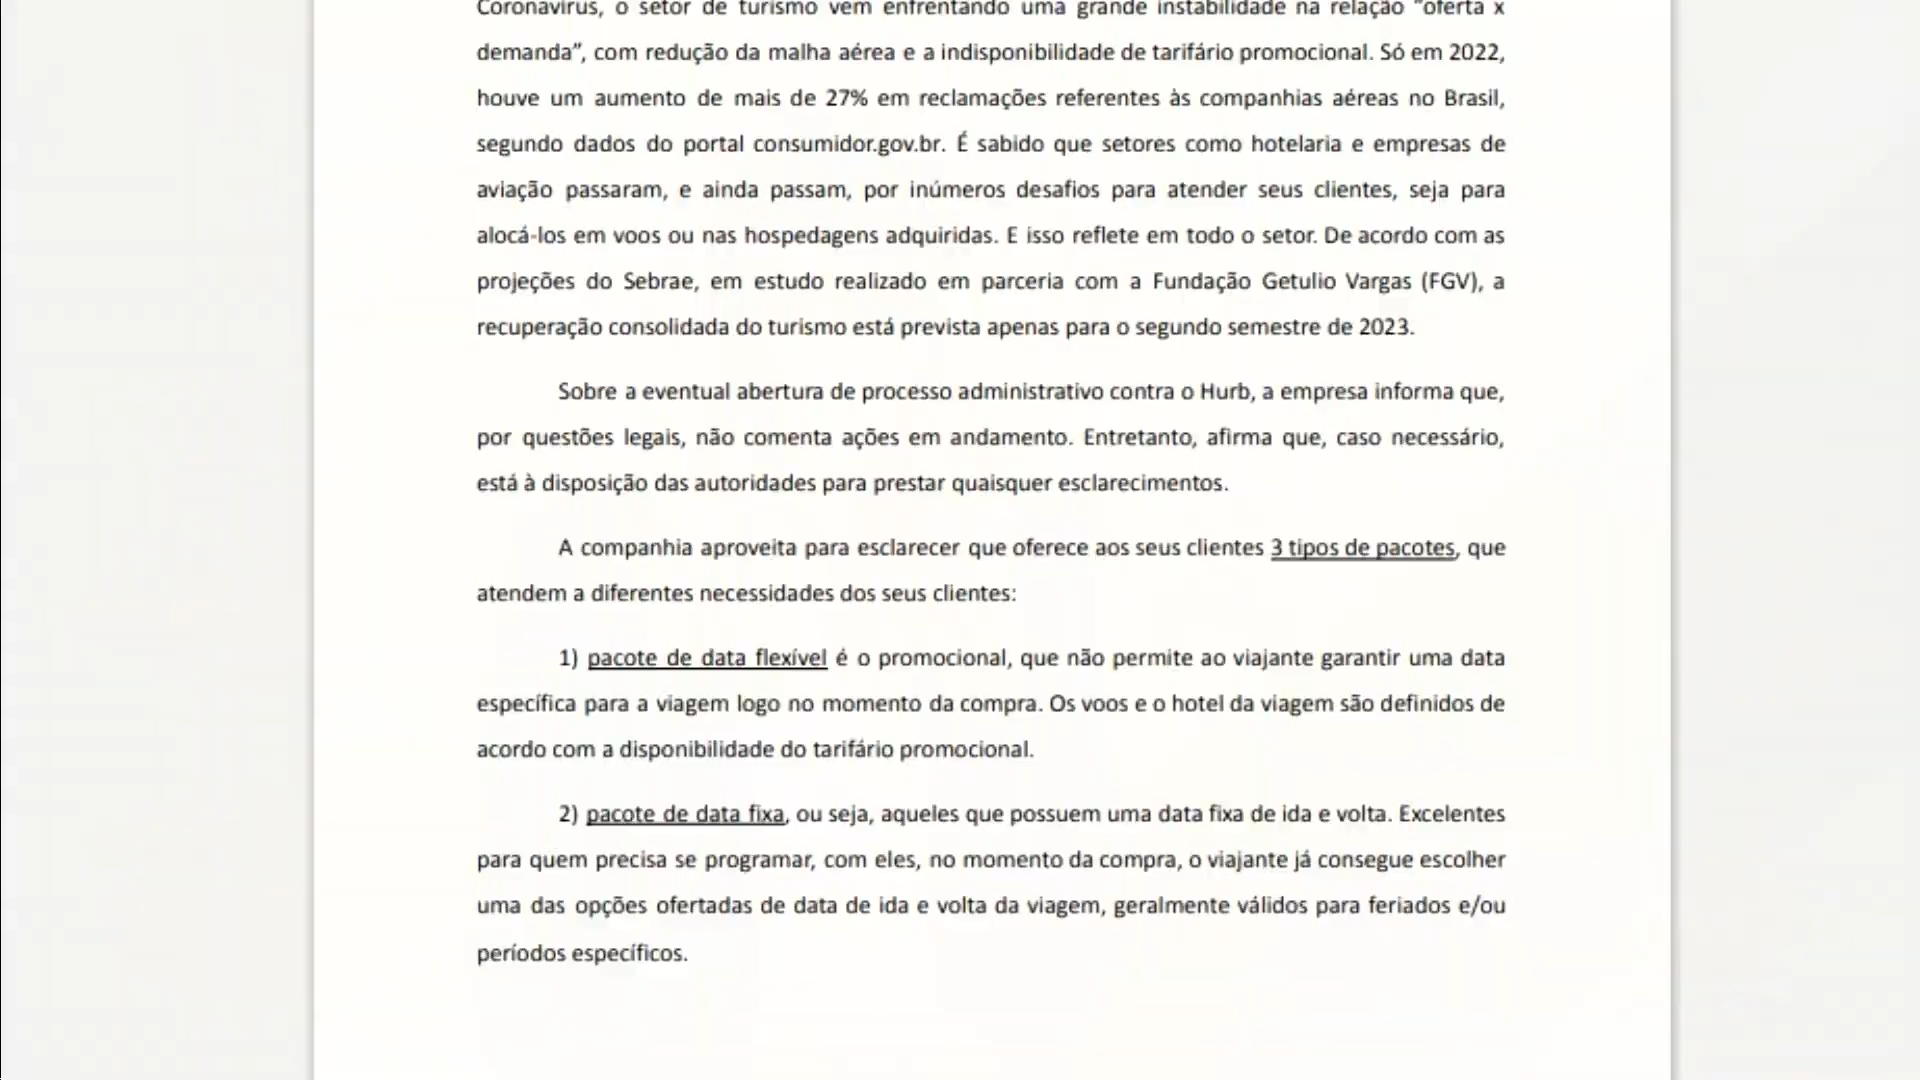 Coronavírus, o setor de turismo vem enfrentando uma grande instabilidade na relação “oferta x
demanda”, com redução da malha aérea e a indisponibilidade de tarifário promocional. Só em 2022,
houve um aumento de mais de 27% em reclamações referentes às companhias aéreas no Brasil,
segundo dados do portal consumidor.gov.br. É sabido que setores como hotelaria e empresas de
aviação passaram, e ainda passam, por inúmeros desafios para atender seus clientes, seja para
alocá-los em voos ou nas hospedagens adquiridas. E isso reflete em todo o setor. De acordo com as
projeções do Sebrae, em estudo realizado em parceria com a Fundação Getulio Vargas (FGV), a
recuperação consolidada do turismo está prevista apenas para o segundo semestre de 2023.
Sobre a eventual abertura de processo administrativo contra o Hurb, a empresa informa que,
por questões legais, não comenta ações em andamento. Entretanto, afirma que, caso necessário,
está à disposição das autoridades para prestar quaisquer esclarecimentos.
A companhia aproveita para esclarecer que oferece aos seus clientes 3 tipos de pacotes, que
atendem a diferentes necessidades dos seus clientes:
1) pacote de data flexível é o promocional, que não permite ao viajante garantir uma data
específica para a viagem logo no momento da compra. Os voos e o hotel da viagem são definidos de
acordo com a disponibilidade do tarifário promocional.
2) pacote de data fixa, ou seja, aqueles que possuem uma data fixa de ida e volta. Excelentes
para quem precisa se programar, com eles, no momento da compra, o viajante já consegue escolher
uma das opções ofertadas de data de ida e volta da viagem, geralmente válidos para feriados e/ou
períodos específicos.